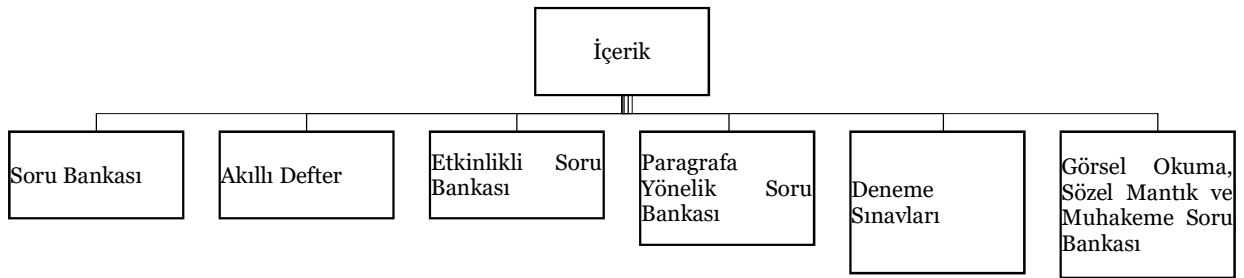 İçerik
Soru Bankası
Akıllı Defter
Etkinlikli Soru
Bankası
Paragrafa
Yönelik Soru
Bankası
Deneme
Sınavları
Görsel Okuma,
Sözel Mantık ve
Muhakeme Soru
Bankası